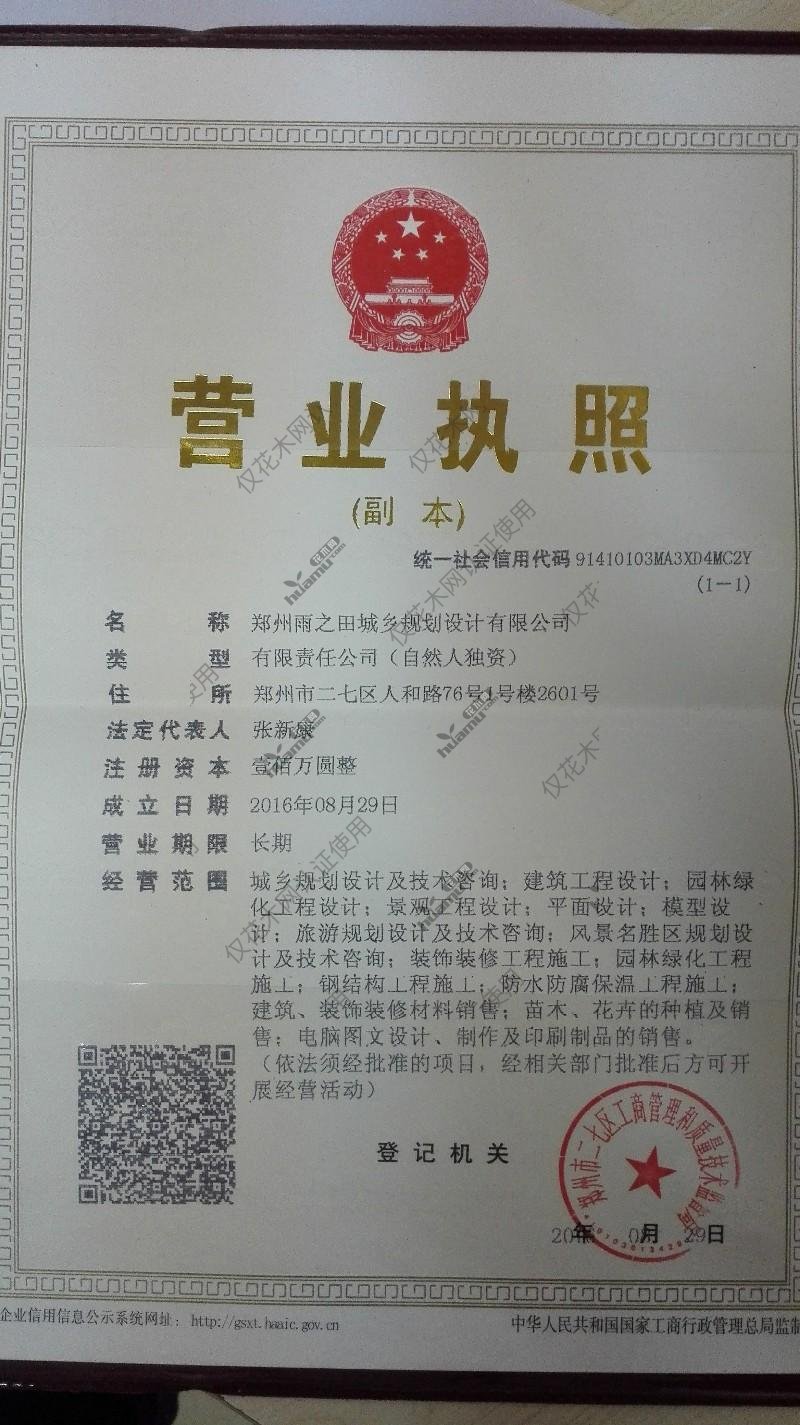 营业执照
(副 本)
统一社会信用代码 91410103MA3XD4MC2Y
(1—1)
名 称 郑州雨之田城乡规划设计有限公司
类 型 有限责任公司（自然人独资）
住 所 郑州市二七区人和路76号1号楼2601号
法定代表人 张新
注册资本 壹佰万圆整
成立日期 2016年08月29日
营业期限 长期
经营范围 城乡规划设计及技术咨询；建筑工程设计；园林绿
化工程设计；景观工程设计；平面设计；模型设
计；旅游规划设计及技术咨询；风景名胜区规划设
计及技术咨询；装饰装修工程施工；园林绿化工程
施工；钢结构工程施工；防水防腐保温工程施工；
建筑、装饰装修材料销售；苗木、花卉的种植及销
售；电脑图文设计、制作及印刷制品的销售。
（依法须经批准的项目，经相关部门批准后方可开
展经营活动）
登记机关
郑州市二七区工商管理和质量技术监督局
年 月 29日
企业信用信息公示系统网址：http://gsxt.haaic.gov.cn
中华人民共和国国家工商行政管理总局监制
仅花木网认证使用
花木网
huamu.com